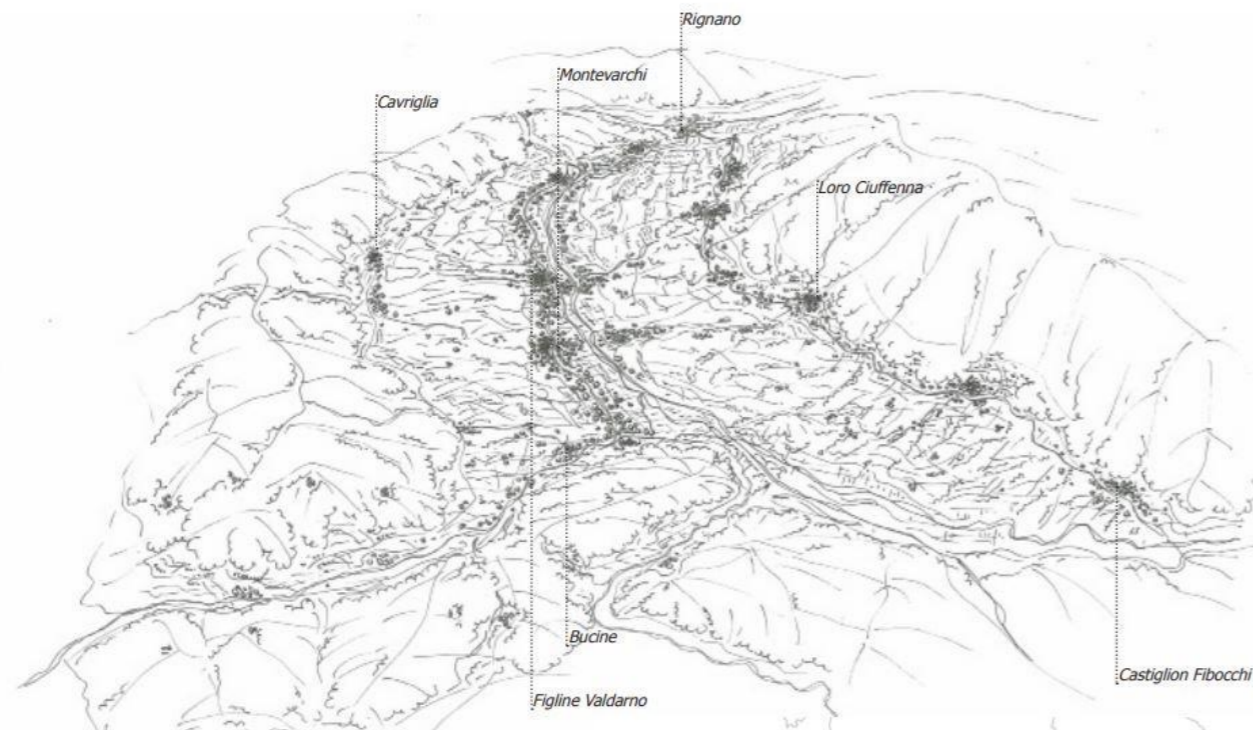 Rignano
Montevarchi
Cavriglia
Loro Ciuffenna
Bucine
Castiglion Fibocchi
Figline Valdarno